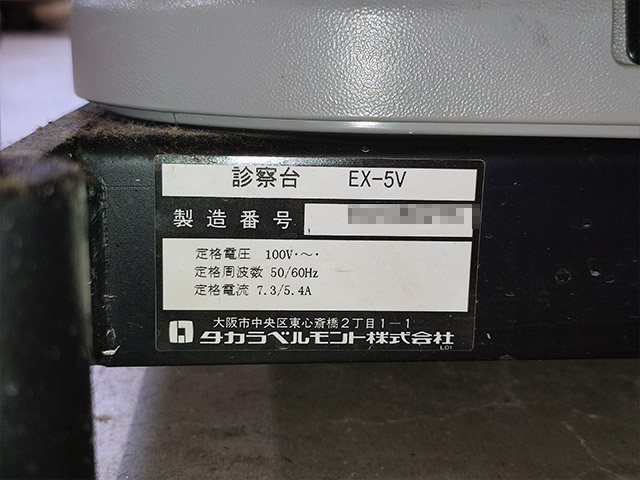 診察台 EX-5V
製造番号
定格電圧 100V･～･
定格周波数 50/60Hz
定格電流 7.3/5.4A
大阪市中央区東心斎橋2丁目1-1
タカラベルモント株式会社
L01